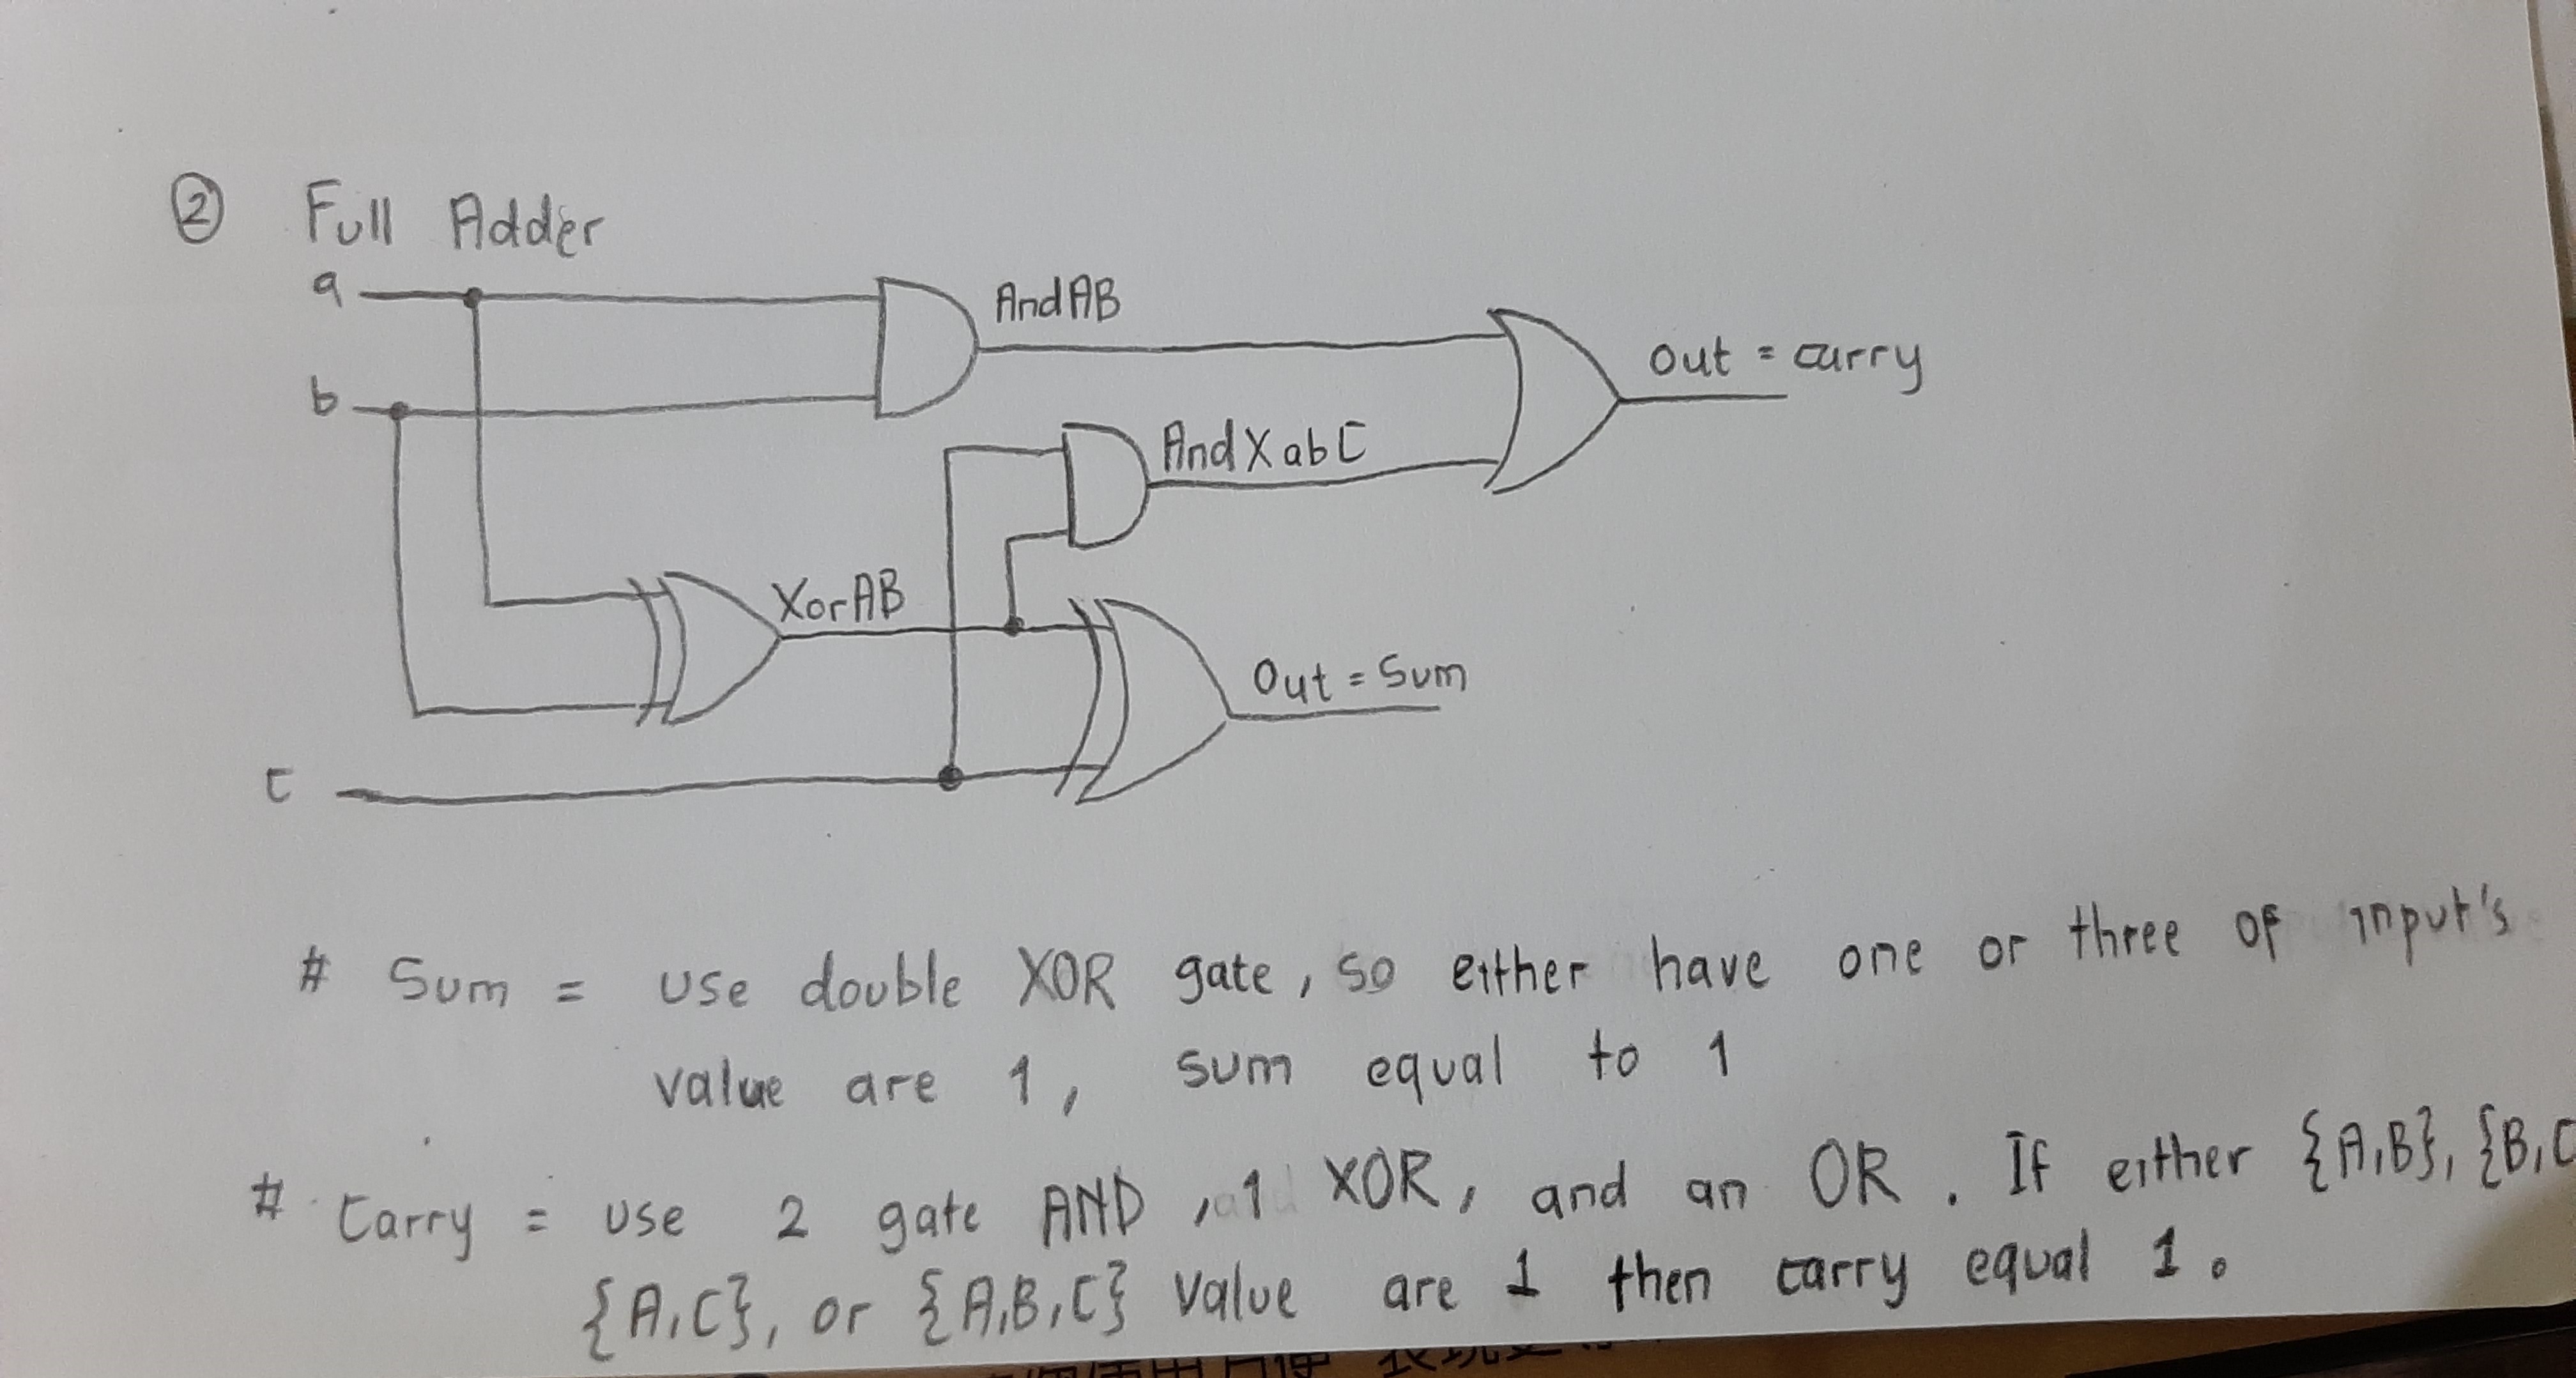 ② Full Adder
a
AndAB
out = carry
b
AndXabC
XorAB
Out = Sum
C
# Sum = use double XOR gate, so either have one or three of input's
value are 1, sum equal to 1
# Carry = use 2 gate AND, 1 XOR, and an OR. If either {A,B}, {B,C
{A,C}, or {A,B,C} value are 1 then carry equal 1.